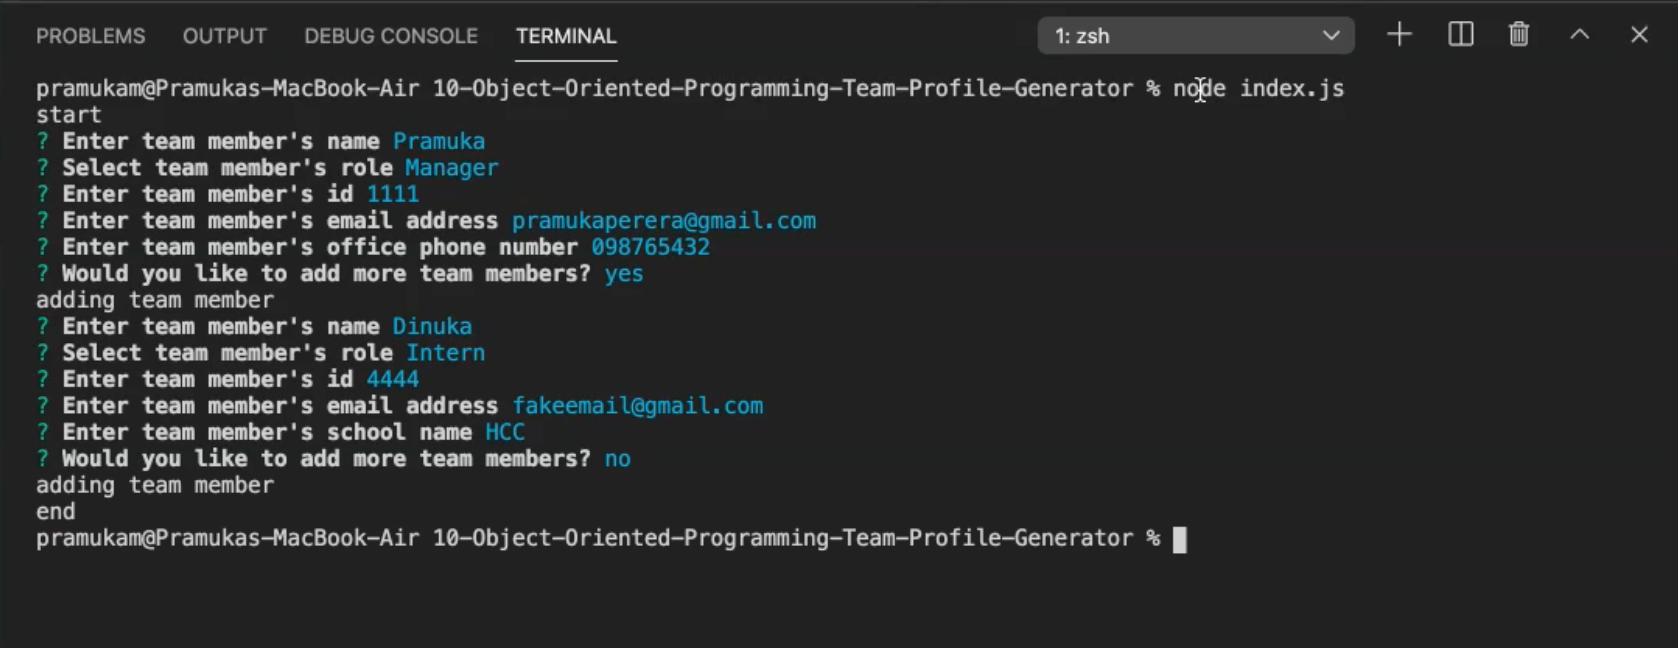 PROBLEMS OUTPUT DEBUG CONSOLE TERMINAL 1: zsh
pramukam@Pramukas-MacBook-Air 10-Object-Oriented-Programming-Team-Profile-Generator % node index.js
start
? Enter team member's name Pramuka
? Select team member's role Manager
? Enter team member's id 1111
? Enter team member's email address pramukaperera@gmail.com
? Enter team member's office phone number 098765432
? Would you like to add more team members? yes
adding team member
? Enter team member's name Dinuka
? Select team member's role Intern
? Enter team member's id 4444
? Enter team member's email address fakeemail@gmail.com
? Enter team member's school name HCC
? Would you like to add more team members? no
adding team member
end
pramukam@Pramukas-MacBook-Air 10-Object-Oriented-Programming-Team-Profile-Generator %